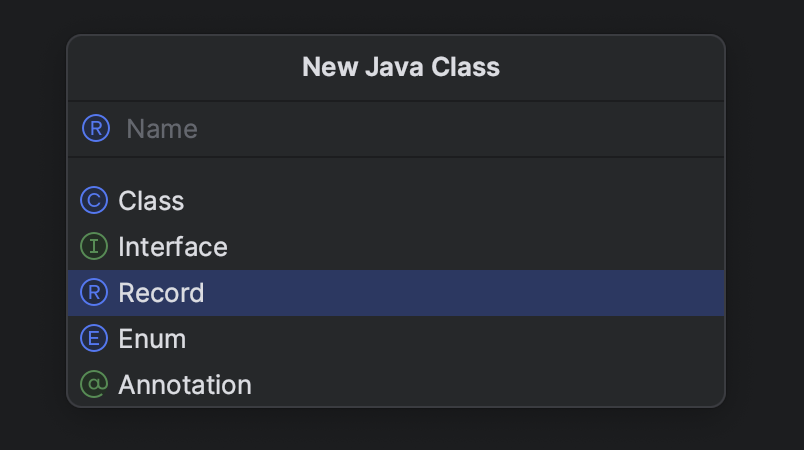 New Java Class
R Name
C Class
I Interface
R Record
E Enum
@ Annotation